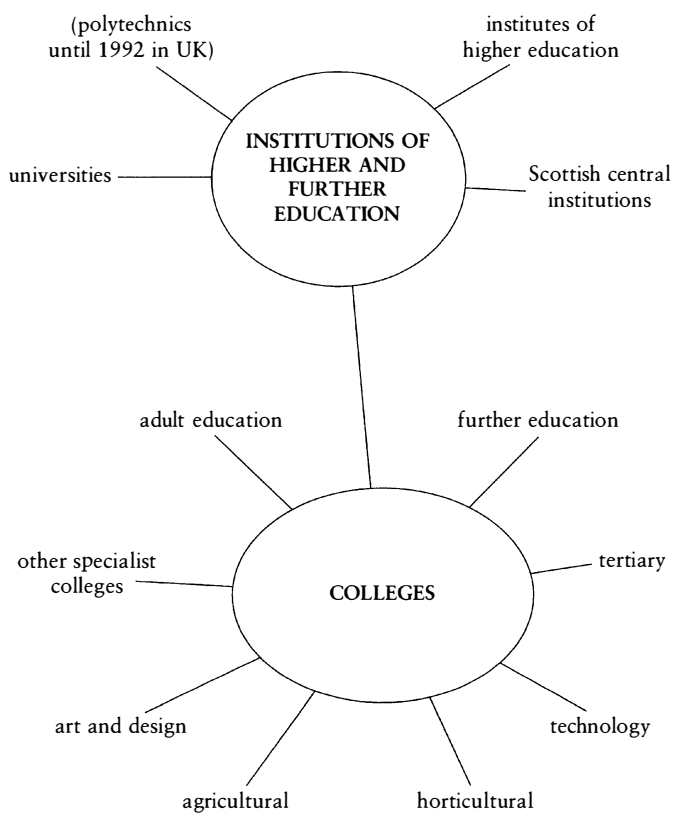 (polytechnics
until 1992 in UK)
institutes of
higher education
INSTITUTIONS OF
HIGHER AND
FURTHER
EDUCATION
universities
Scottish central
institutions
adult education
further education
other specialist
colleges
COLLEGES
tertiary
art and design
technology
agricultural
horticultural